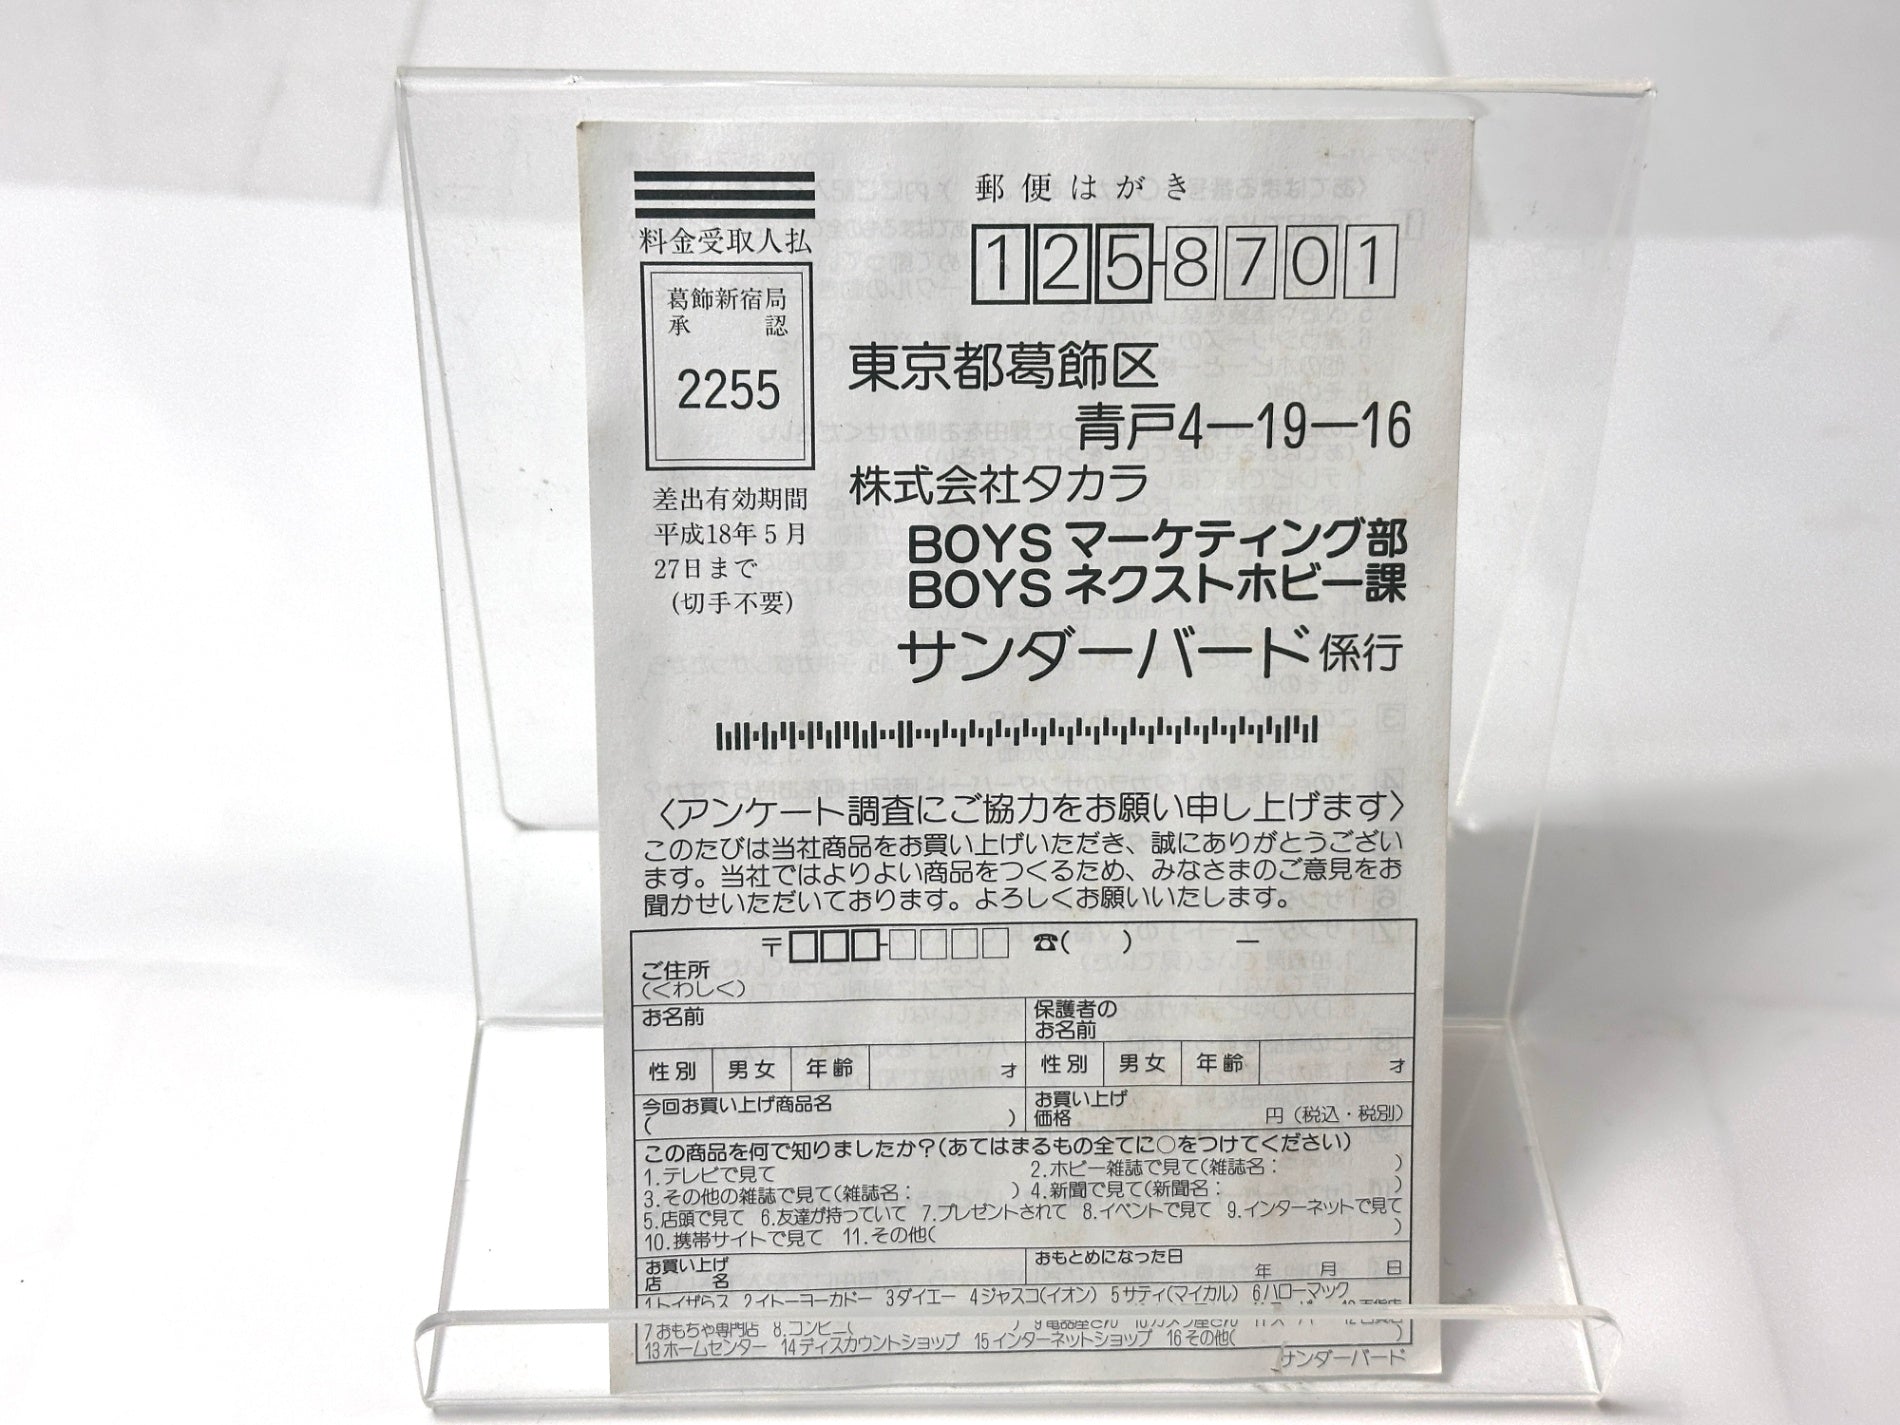 郵便はがき
125-8701
料金受取人払
葛飾新宿局
承 認
2255
差出有効期間
平成18年5月
27日まで
(切手不要)
東京都葛飾区
青戸4―19―16
株式会社タカラ
BOYSマーケティング部
BOYSネクストホビー課
サンダーバード係行
〈アンケート調査にご協力をお願い申し上げます〉
このたびは当社商品をお買い上げいただき、誠にありがとうござい
ます。当社ではよりよい商品をつくるため、みなさまのご意見をお
聞かせいただいております。よろしくお願いいたします。
〒 - ☎( ) ー
ご住所
(くわしく)
お名前
保護者の
お名前
性別 男女 年齢 才 性別 男女 年齢 才
今回お買い上げ商品名
( )
お買い上げ
価格 円(税込・税別)
この商品を何で知りましたか?(あてはまるもの全てに○をつけてください)
1.テレビで見て 2.ホビー雑誌で見て(雑誌名: )
3.その他の雑誌で見て(雑誌名: ) 4.新聞で見て(新聞名: )
5.店頭で見て 6.友達が持っていて 7.プレゼントされて 8.イベントで見て 9.インターネットで見て
10.携帯サイトで見て 11.その他( )
お買い上げ
店 名
おもとめになった日
年 月 日
1トイザらス 2イトーヨーカドー 3ダイエー 4ジャスコ(イオン) 5サティ(マイカル) 6ハローマック
7おもちゃ専門店 8.コンビニ( ) 9電器屋さん 10カメラ屋さん 11スーパー 12百貨店
13ホームセンター 14ディスカウントショップ 15インターネットショップ 16その他( )
サンダーバード